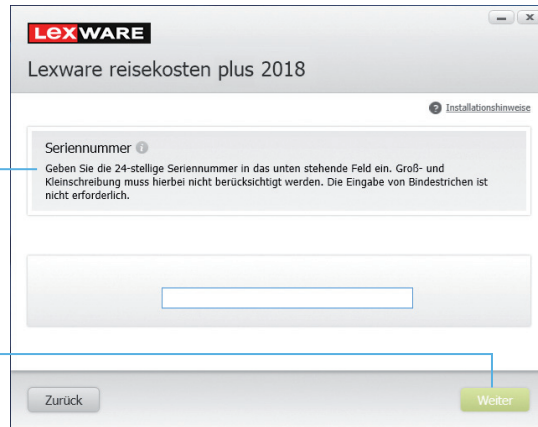 LEXWARE
Lexware reisekosten plus 2018
Installationshinweise
Seriennummer
Geben Sie die 24-stellige Seriennummer in das unten stehende Feld ein. Groß- und
Kleinschreibung muss hierbei nicht berücksichtigt werden. Die Eingabe von Bindestrichen ist
nicht erforderlich.
Zurück
Weiter